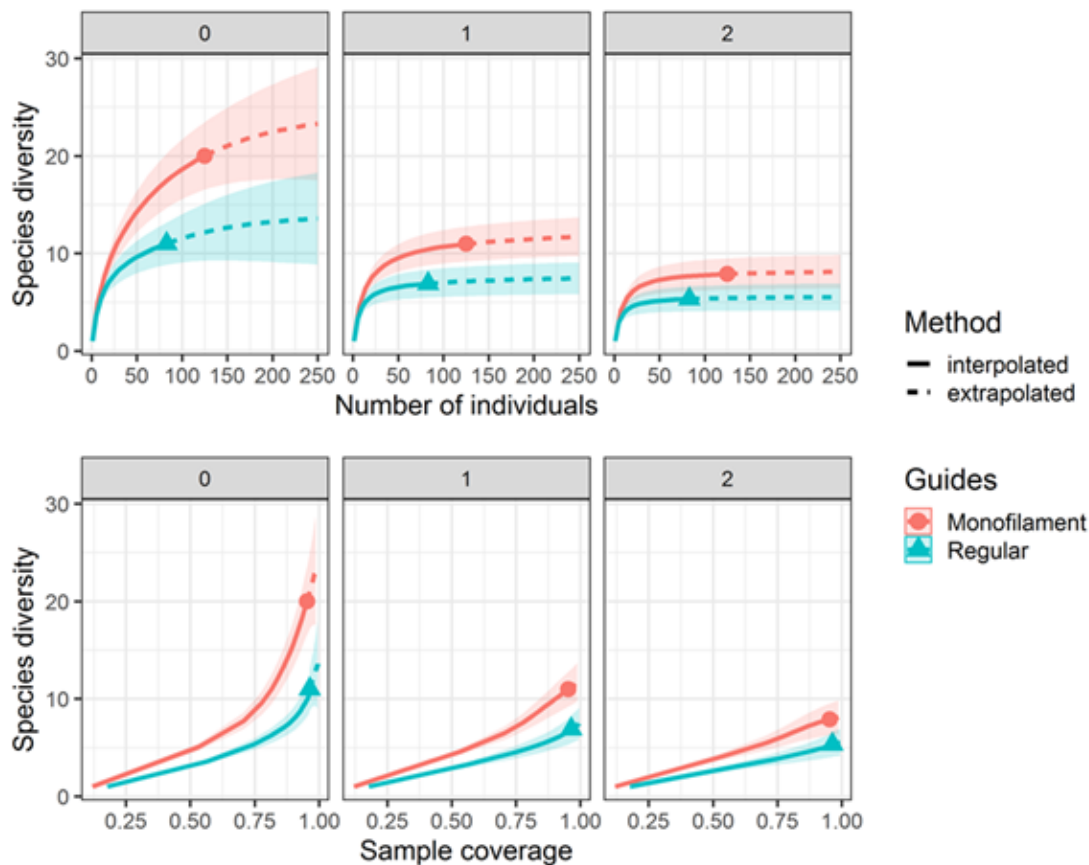 0 1 2
30
20
10
0
Species diversity
0 50 100 150 200 250 0 50 100 150 200 250 0 50 100 150 200 250
Number of individuals
Method
interpolated
extrapolated
0 1 2
30
20
10
0
Species diversity
0.25 0.50 0.75 1.00 0.25 0.50 0.75 1.00 0.25 0.50 0.75 1.00
Sample coverage
Guides
Monofilament
Regular